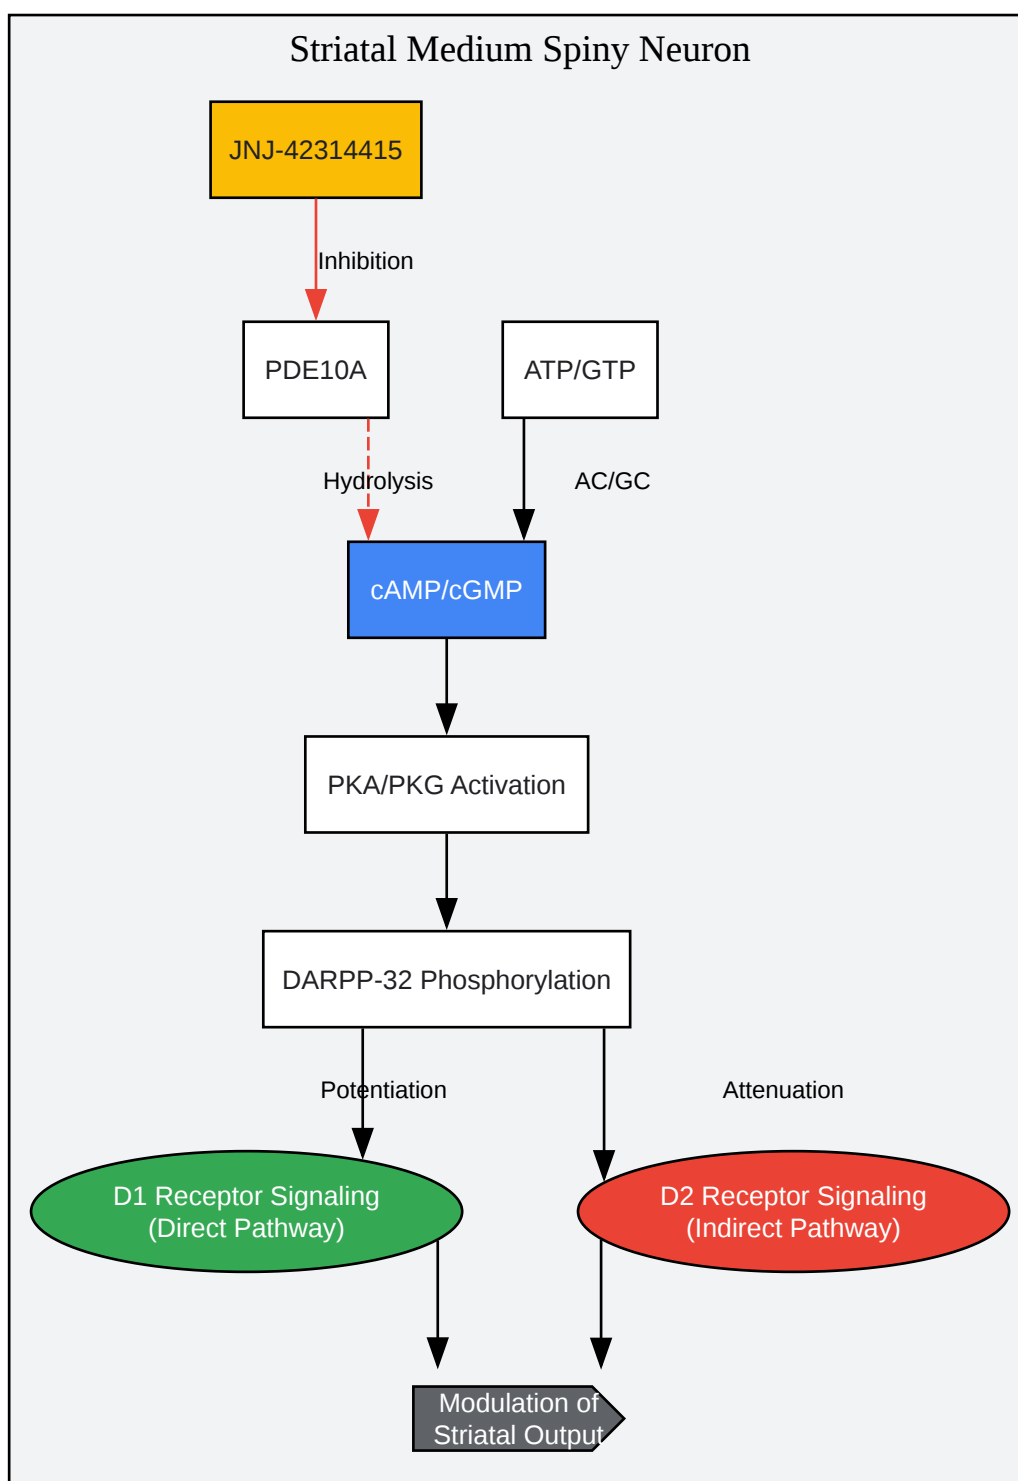 Striatal Medium Spiny Neuron
JNJ-42314415
Inhibition
PDE10A
ATP/GTP
Hydrolysis
AC/GC
cAMP/cGMP
PKA/PKG Activation
DARPP-32 Phosphorylation
Potentiation
Attenuation
D1 Receptor Signaling
(Direct Pathway)
D2 Receptor Signaling
(Indirect Pathway)
Modulation of
Striatal Output